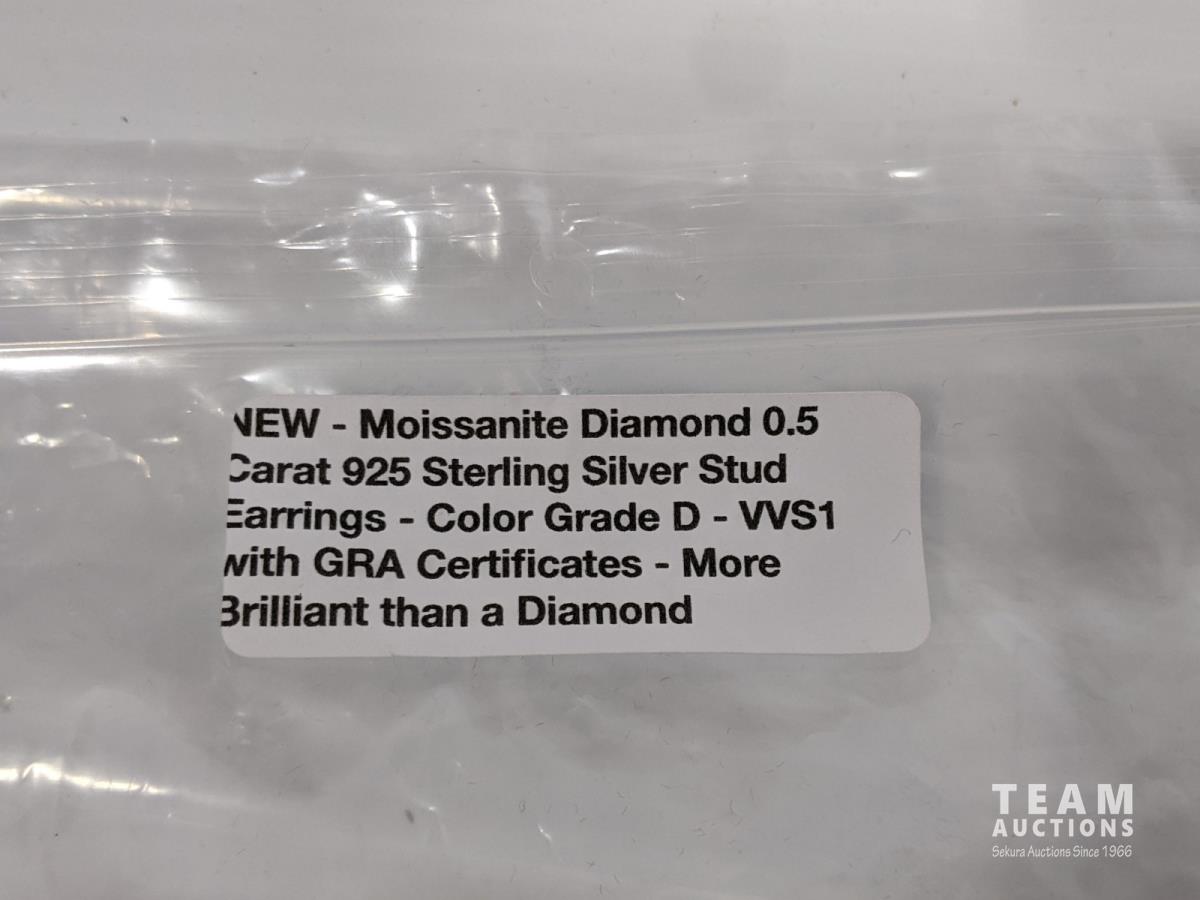 NEW - Moissanite Diamond 0.5
Carat 925 Sterling Silver Stud
Earrings - Color Grade D - VVS1
with GRA Certificates - More
Brilliant than a Diamond
TEAM
AUCTIONS
Sekura Auctions Since 1966